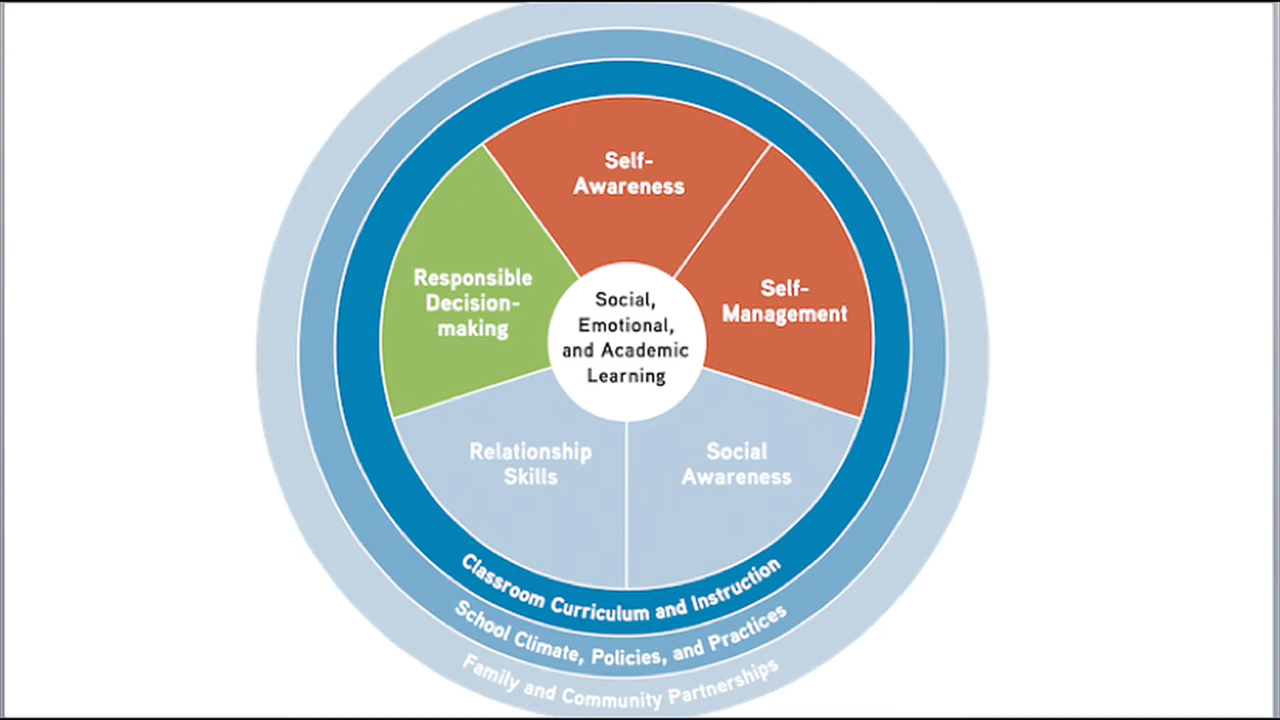 Self-
Awareness
Self-
Management
Responsible
Decision-
making
Social,
Emotional,
and Academic
Learning
Relationship
Skills
Social
Awareness
Classroom Curriculum and Instruction
School Climate, Policies, and Practices
Family and Community Partnerships